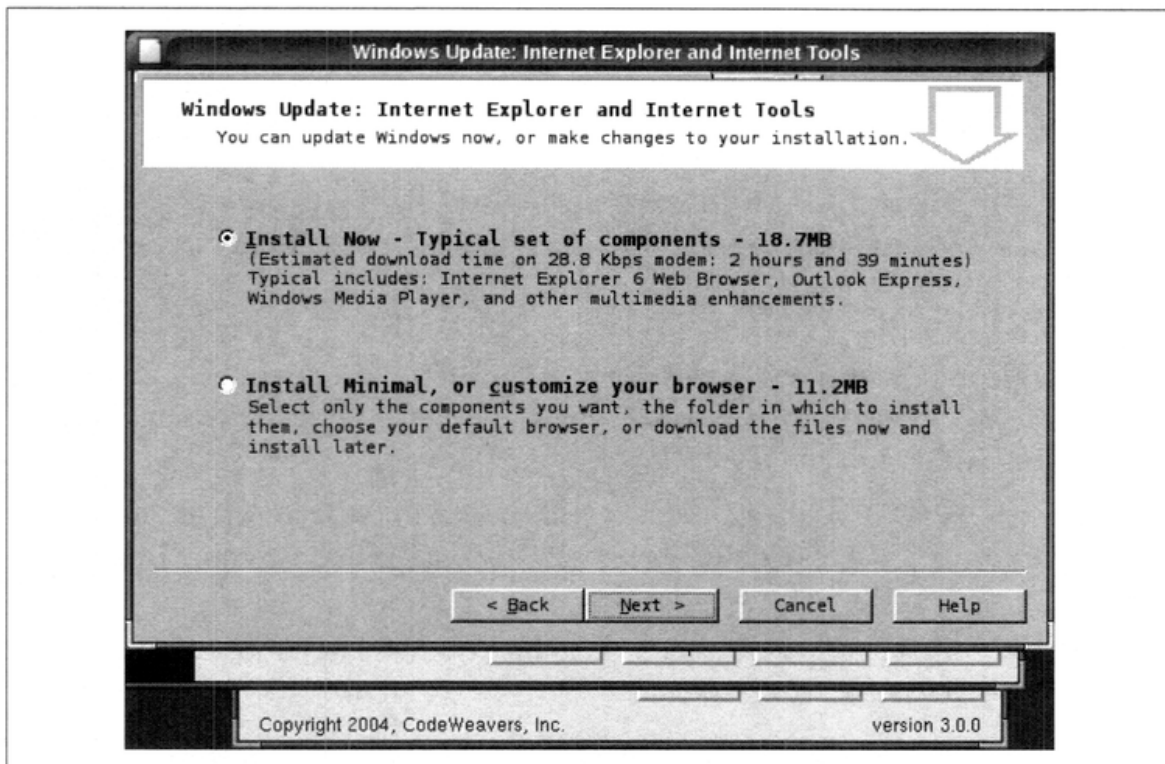 Windows Update: Internet Explorer and Internet Tools
Windows Update: Internet Explorer and Internet Tools
You can update Windows now, or make changes to your installation.
Install Now - Typical set of components - 18.7MB
(Estimated download time on 28.8 Kbps modem: 2 hours and 39 minutes)
Typical includes: Internet Explorer 6 Web Browser, Outlook Express,
Windows Media Player, and other multimedia enhancements.
Install Minimal, or customize your browser - 11.2MB
Select only the components you want, the folder in which to install
them, choose your default browser, or download the files now and
install later.
< Back Next > Cancel Help
Copyright 2004, CodeWeavers, Inc. version 3.0.0